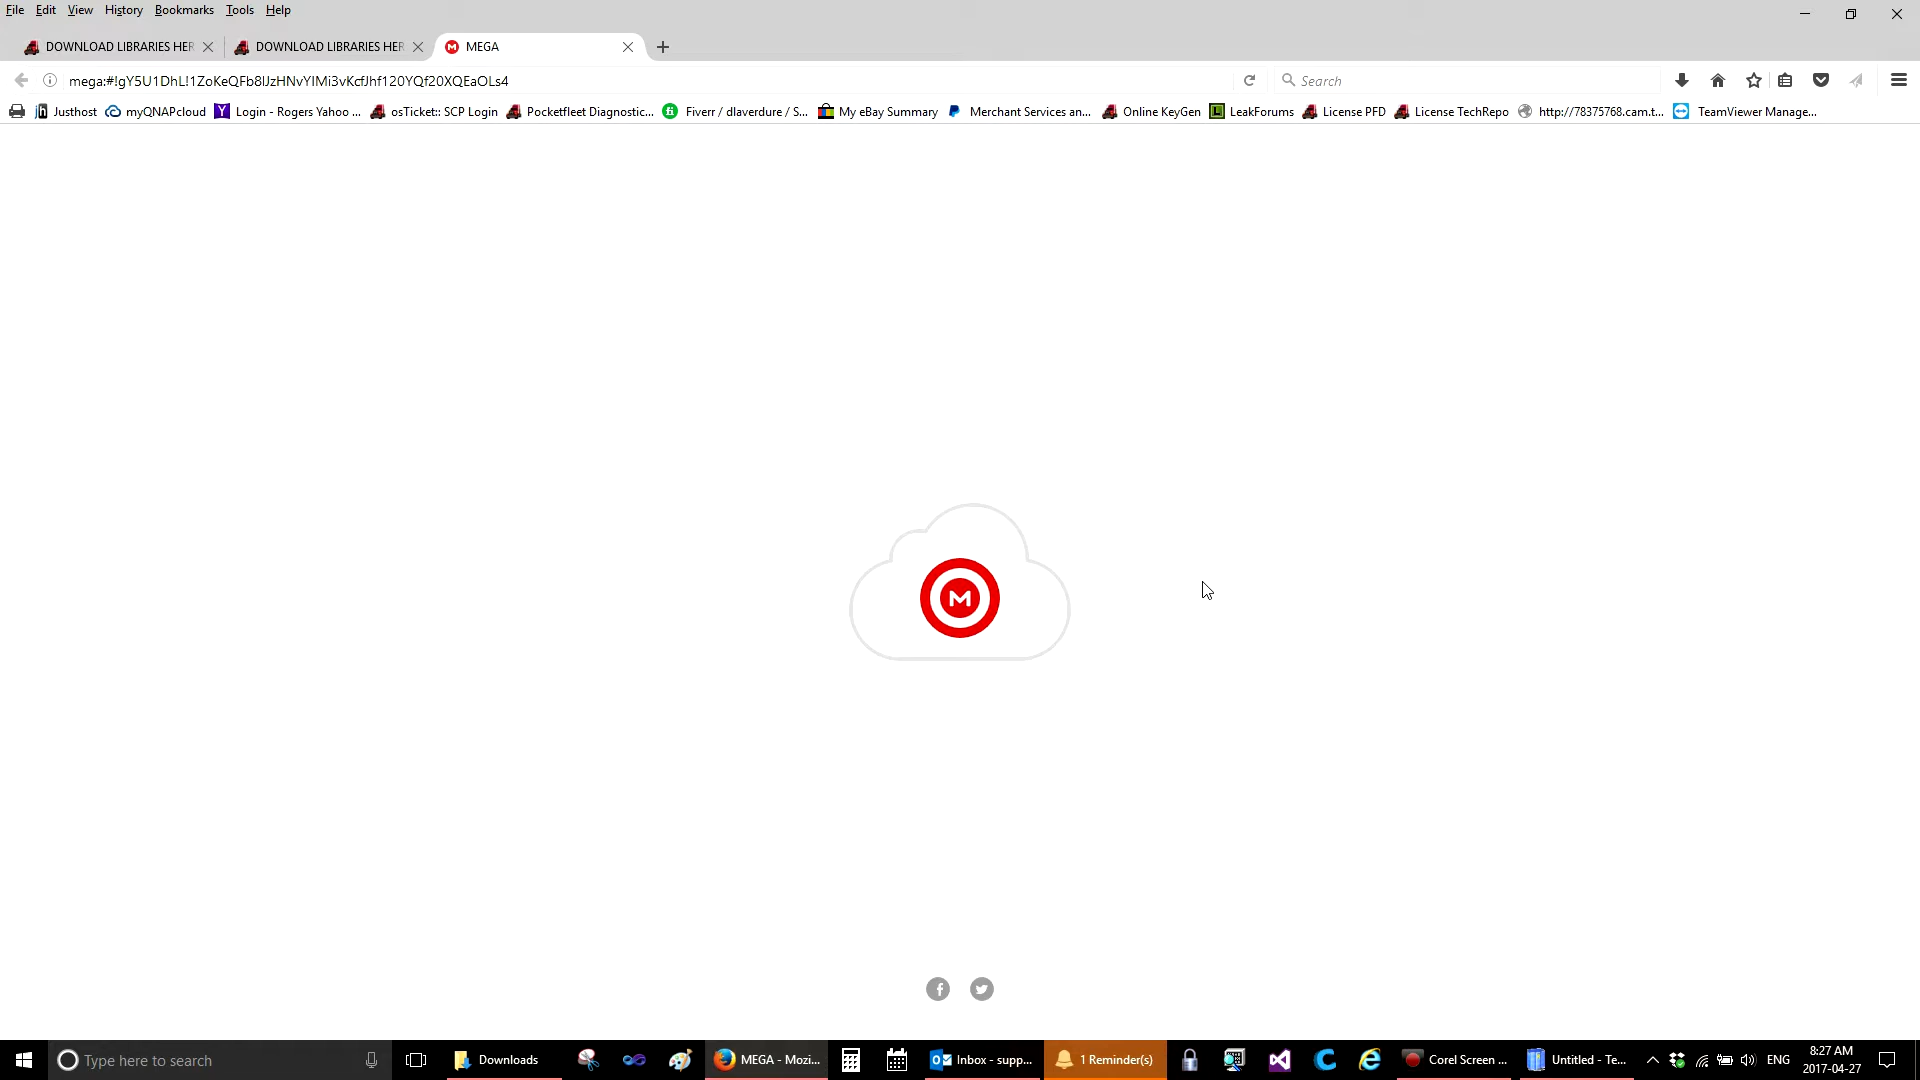 File Edit View History Bookmarks Tools Help
DOWNLOAD LIBRARIES HER DOWNLOAD LIBRARIES HER MEGA
mega:#!gY5U1DhL!1ZoKeQFb8IJzHNvYIMi3vKcfJhf120YQf20XQEaOLs4 Search
Justhost myQNAPcloud Login - Rogers Yahoo ... osTicket:: SCP Login Pocketfleet Diagnostic... Fiverr / dlaverdure / S... My eBay Summary Merchant Services an... Online KeyGen LeakForums License PFD License TechRepo http://78375768.cam.t... TeamViewer Manage...
M
Type here to search Downloads MEGA - Mozi... Inbox - supp... 1 Reminder(s) Corel Screen ... Untitled - Te... ENG 8:27 AM
2017-04-27